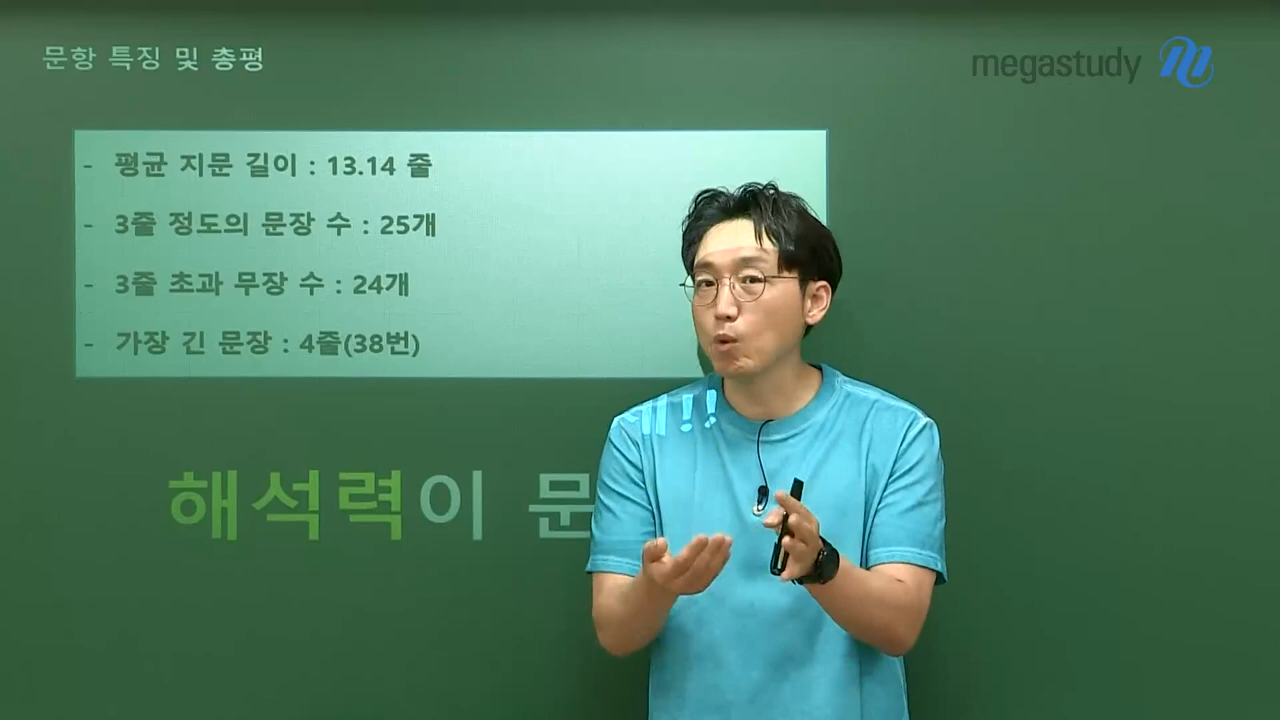 문항 특징 및 총평
megastudy
- 평균 지문 길이 : 13.14 줄
- 3줄 정도의 문장 수 : 25개
- 3줄 초과 무장 수 : 24개
- 가장 긴 문장 : 4줄(38번)
해석력이 문제!!